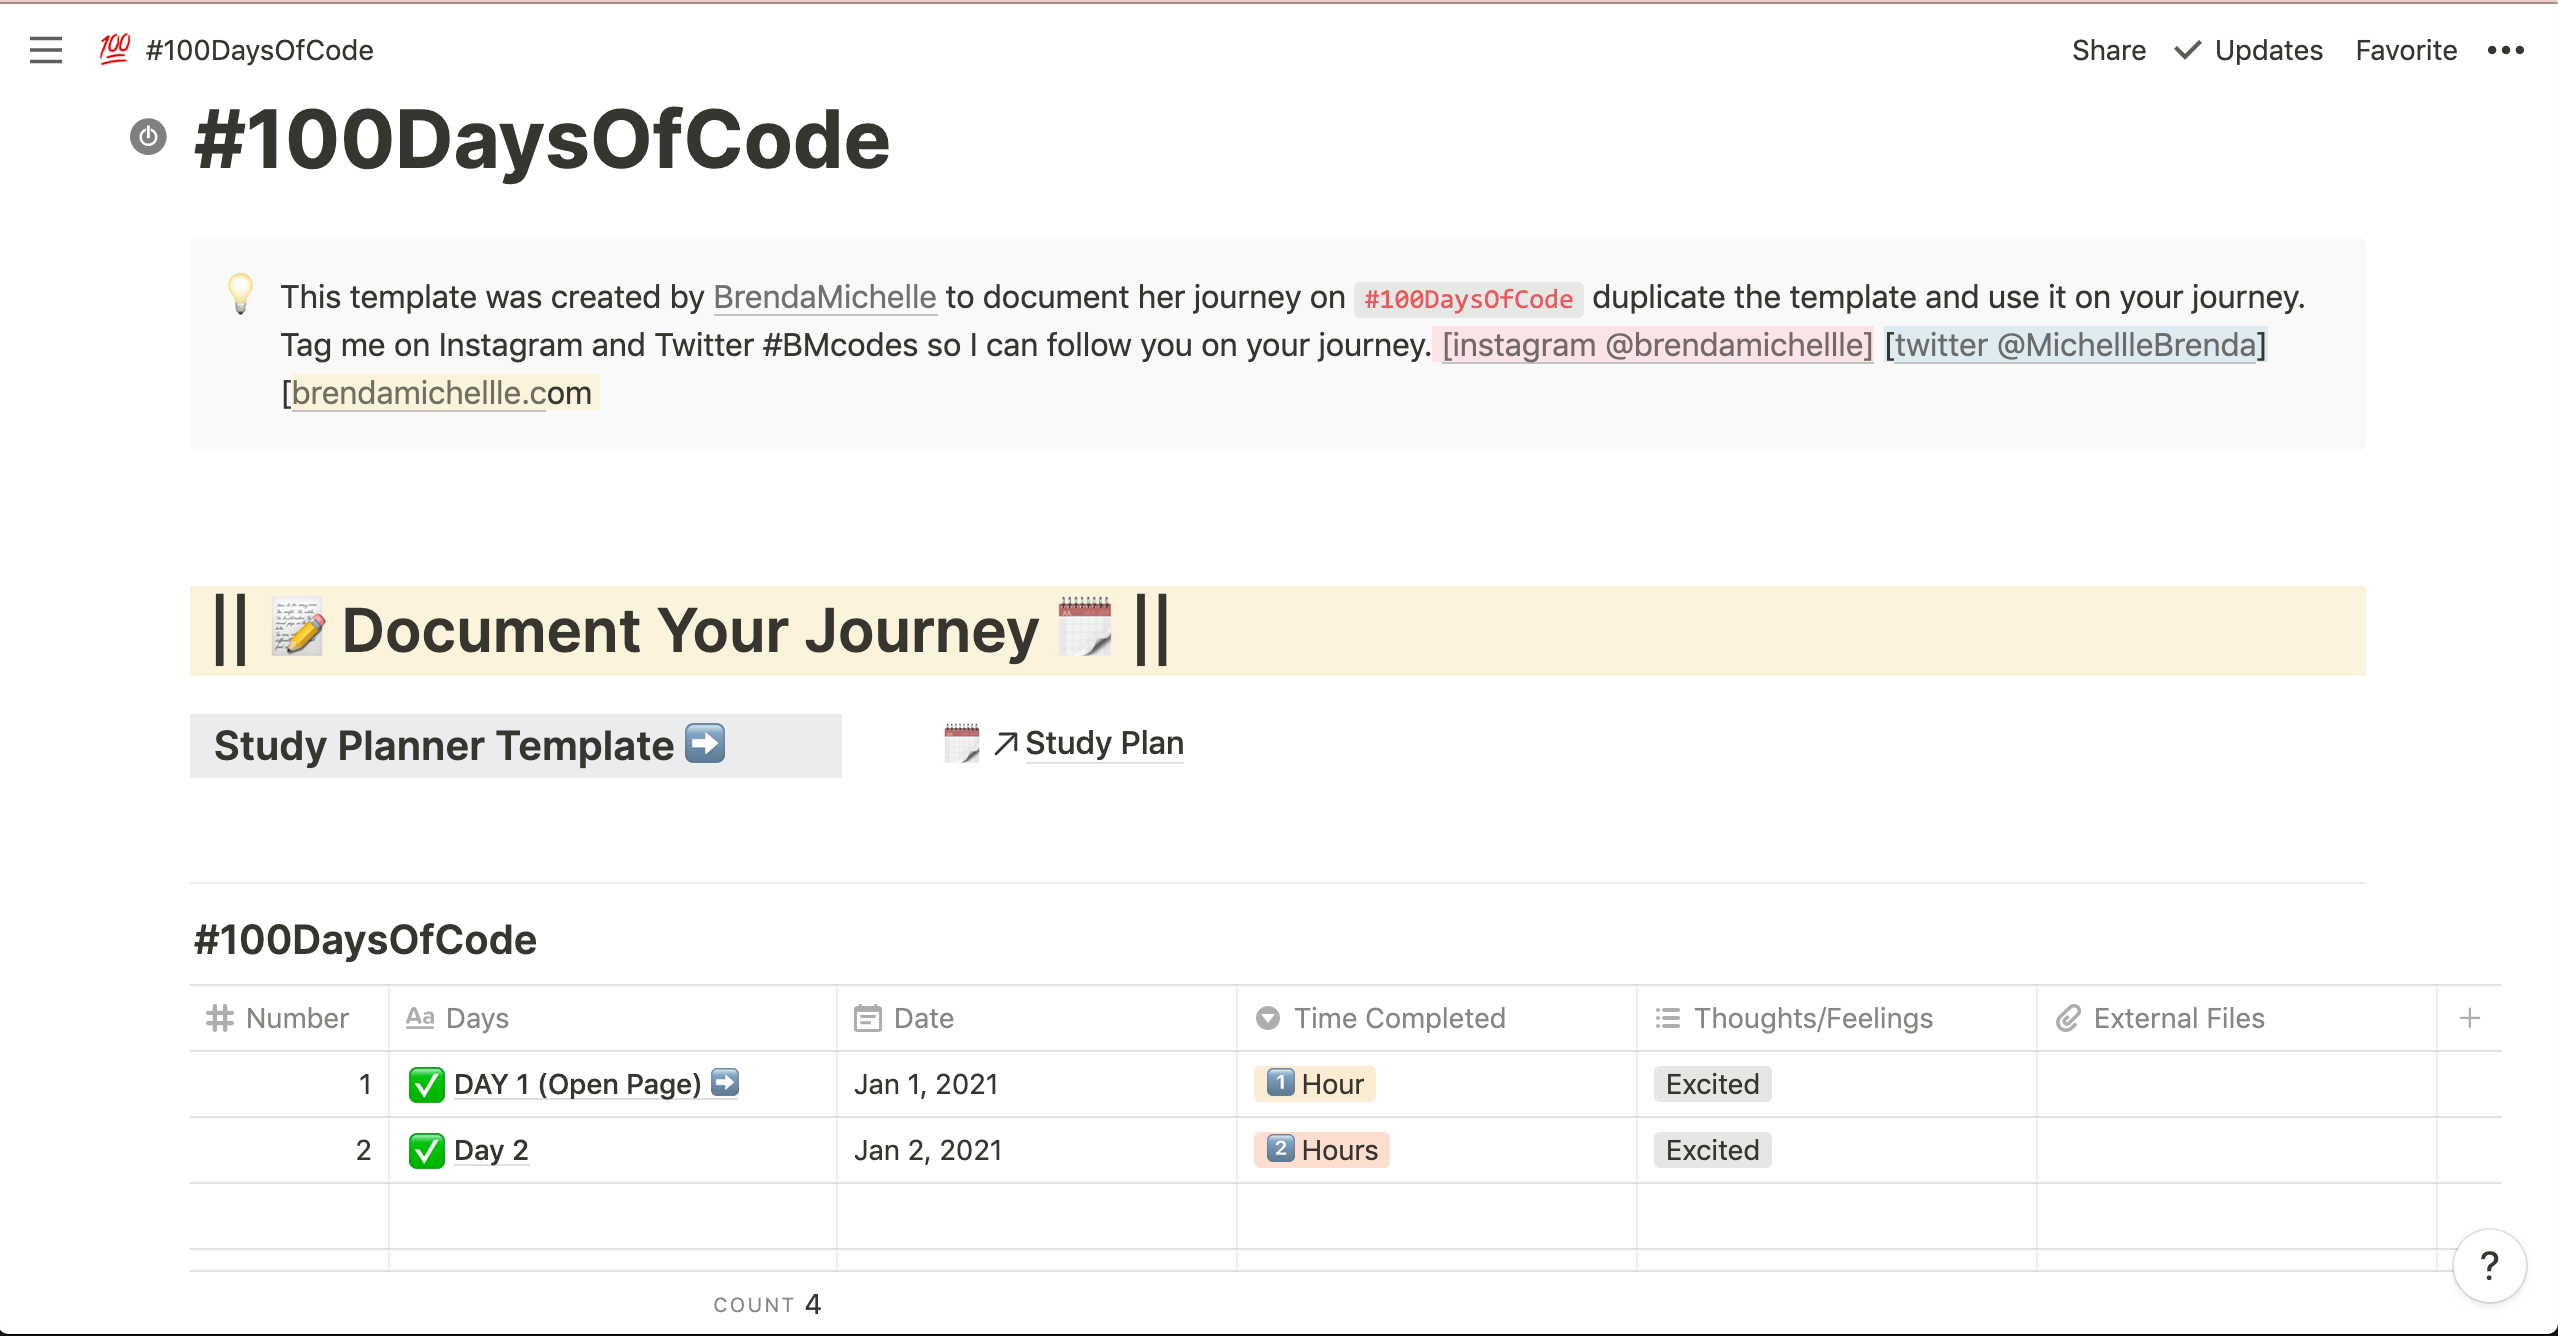 💯 #100DaysOfCode Share ✓ Updates Favorite •••
#100DaysOfCode
💡 This template was created by BrendaMichelle to document her journey on #100DaysOfCode duplicate the template and use it on your journey.
Tag me on Instagram and Twitter #BMcodes so I can follow you on your journey. [instagram @brendamichellle] [twitter @MichellleBrenda]
[brendamichellle.com
|| 📝 Document Your Journey 🗓 ||
Study Planner Template ➡️ 🗓 ↗ Study Plan
#100DaysOfCode
# Number Aa Days Date Time Completed Thoughts/Feelings External Files +
1 ✅ DAY 1 (Open Page) ➡️ Jan 1, 2021 1️⃣ Hour Excited
2 ✅ Day 2 Jan 2, 2021 2️⃣ Hours Excited
COUNT 4
?